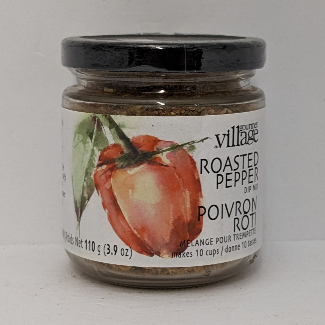 gourmet
village
ROASTED
PEPPER
DIP MIX
POIVRON
RÔTI
MÉLANGE POUR TREMPETTE
makes 10 cups / donne 10 tasses
Net 110 g (3.9 oz)